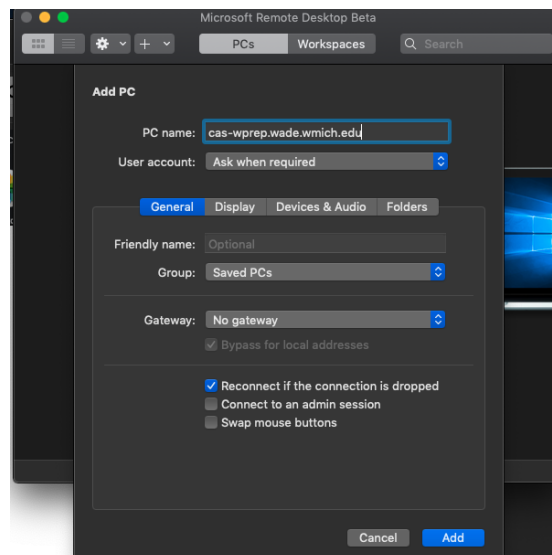 Microsoft Remote Desktop Beta
PCs Workspaces Search
Add PC
PC name: cas-wprep.wade.wmich.edu
User account: Ask when required
General Display Devices & Audio Folders
Friendly name: Optional
Group: Saved PCs
Gateway: No gateway
Bypass for local addresses
Reconnect if the connection is dropped
Connect to an admin session
Swap mouse buttons
Cancel Add